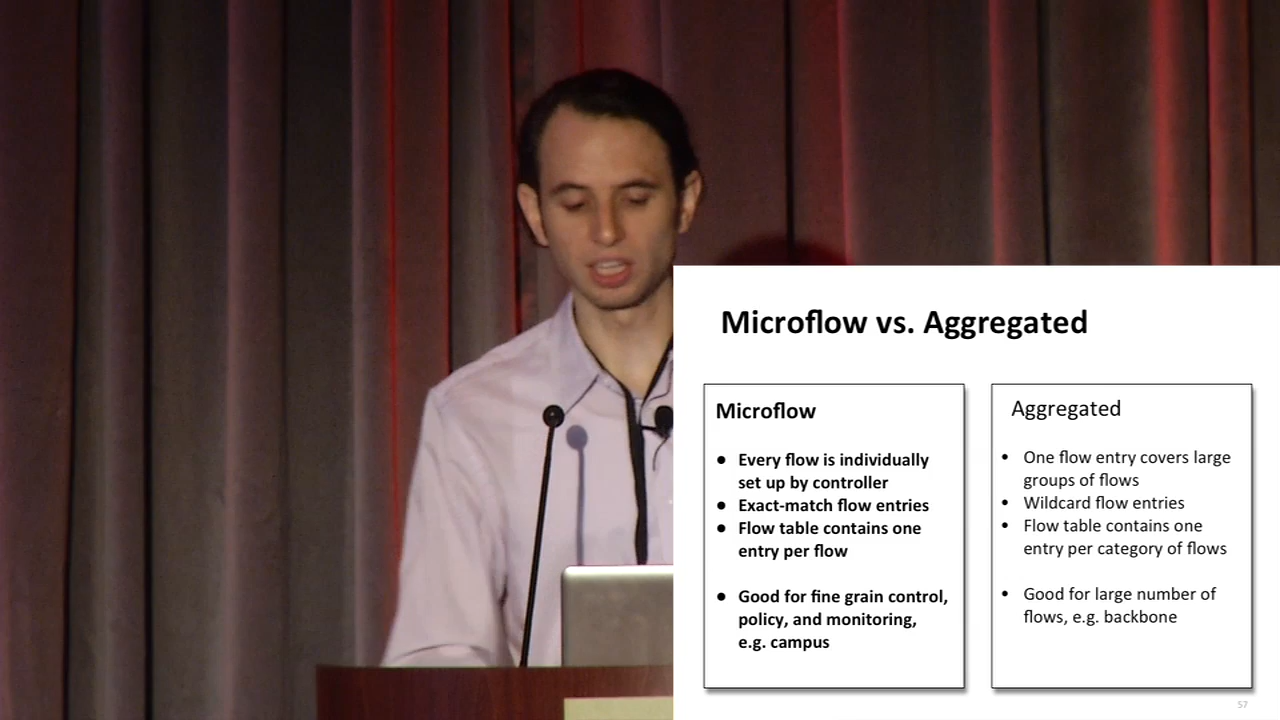 Microflow vs. Aggregated
Microflow
● Every flow is individually
set up by controller
● Exact-match flow entries
● Flow table contains one
entry per flow
● Good for fine grain control,
policy, and monitoring,
e.g. campus
Aggregated
• One flow entry covers large
groups of flows
• Wildcard flow entries
• Flow table contains one
entry per category of flows
• Good for large number of
flows, e.g. backbone
57